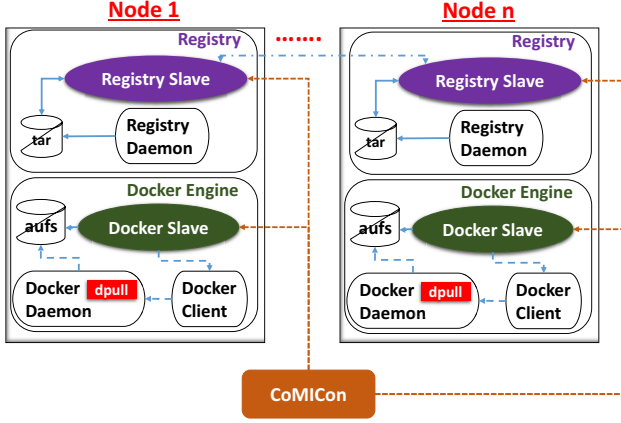 Node 1
Registry
Registry Slave
tar
Registry
Daemon
Docker Engine
aufs
Docker Slave
Docker
Daemon
dpull
Docker
Client
.......
Node n
Registry
Registry Slave
tar
Registry
Daemon
Docker Engine
aufs
Docker Slave
Docker
Daemon
dpull
Docker
Client
CoMICon